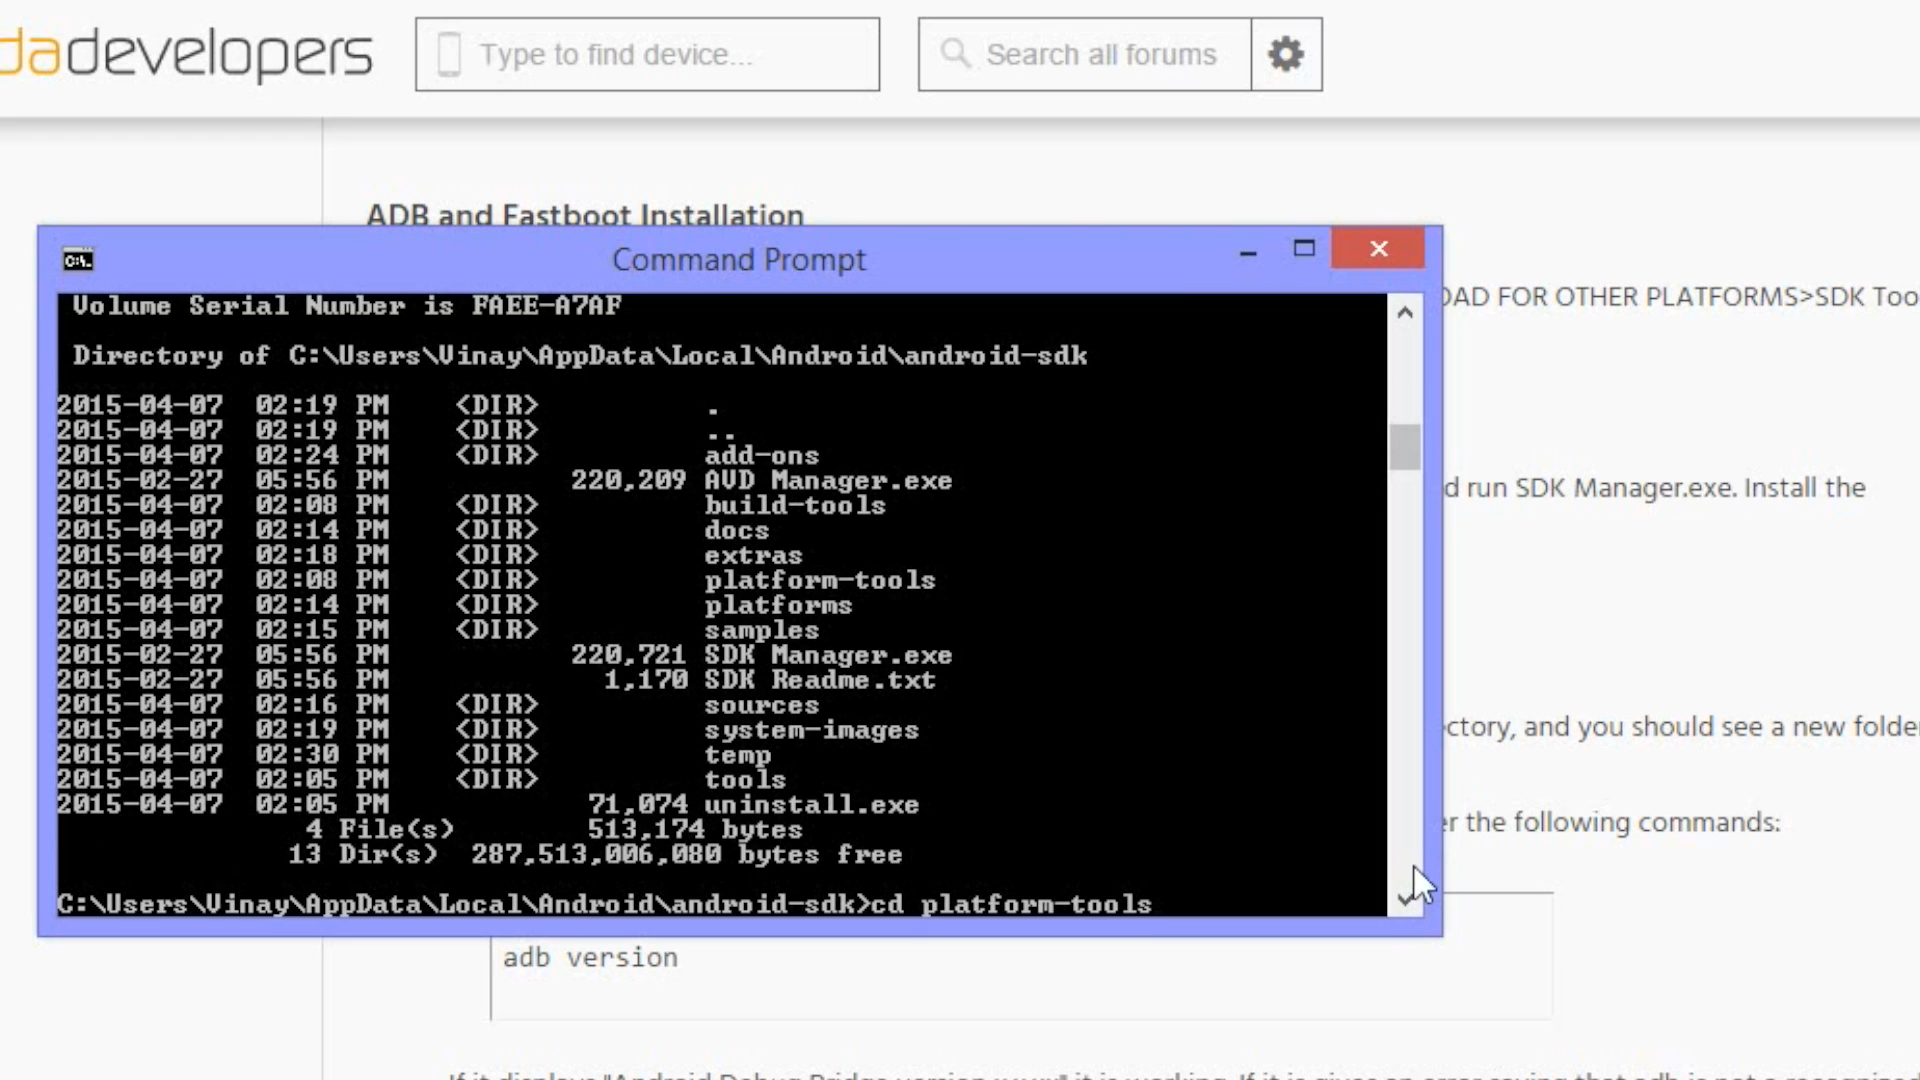 dadevelopers
Type to find device...
Search all forums
ADB and Fastboot Installation
Command Prompt
Volume Serial Number is FAEE-A7AF
OAD FOR OTHER PLATFORMS>SDK Too
Directory of C:\Users\Vinay\AppData\Local\Android\android-sdk
2015-04-07 02:19 PM <DIR> .
2015-04-07 02:19 PM <DIR> ..
2015-04-07 02:24 PM <DIR> add-ons
2015-02-27 05:56 PM 220,209 AVD Manager.exe
d run SDK Manager.exe. Install the
2015-04-07 02:08 PM <DIR> build-tools
2015-04-07 02:14 PM <DIR> docs
2015-04-07 02:18 PM <DIR> extras
2015-04-07 02:08 PM <DIR> platform-tools
2015-04-07 02:14 PM <DIR> platforms
2015-04-07 02:15 PM <DIR> samples
2015-02-27 05:56 PM 220,721 SDK Manager.exe
2015-02-27 05:56 PM 1,170 SDK Readme.txt
2015-04-07 02:16 PM <DIR> sources
2015-04-07 02:19 PM <DIR> system-images
ectory, and you should see a new folder
2015-04-07 02:30 PM <DIR> temp
2015-04-07 02:05 PM <DIR> tools
2015-04-07 02:05 PM 71,074 uninstall.exe
4 File(s) 513,174 bytes
er the following commands:
13 Dir(s) 287,513,006,080 bytes free
C:\Users\Vinay\AppData\Local\Android\android-sdk>cd platform-tools
adb version